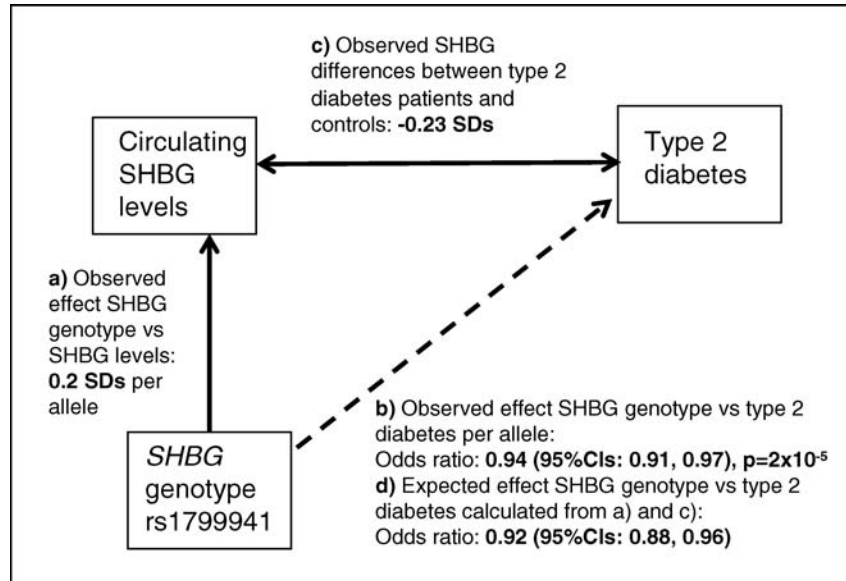 c) Observed SHBG
differences between type 2
diabetes patients and
controls: -0.23 SDs
Circulating
SHBG
levels
Type 2
diabetes
a) Observed
effect SHBG
genotype vs
SHBG levels:
0.2 SDs per
allele
SHBG
genotype
rs1799941
b) Observed effect SHBG genotype vs type 2
diabetes per allele:
Odds ratio: 0.94 (95%CIs: 0.91, 0.97), p=2x10⁻⁵
d) Expected effect SHBG genotype vs type 2
diabetes calculated from a) and c):
Odds ratio: 0.92 (95%CIs: 0.88, 0.96)